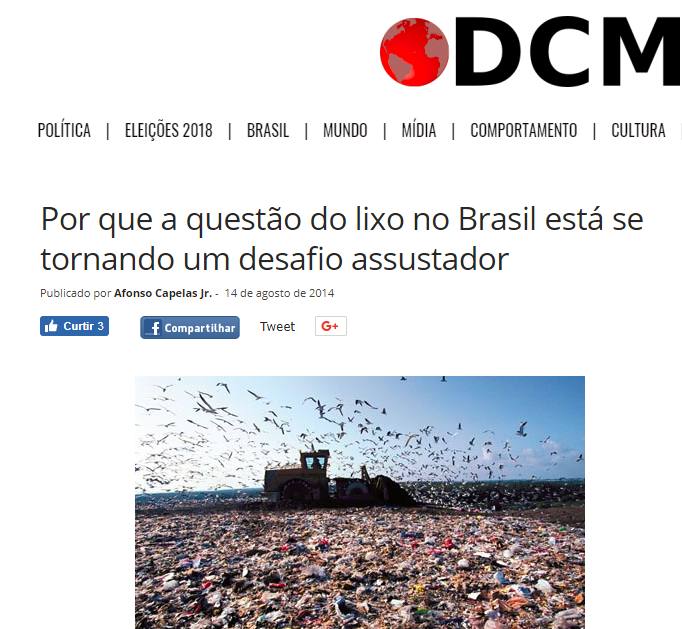 DCM
POLÍTICA | ELEIÇÕES 2018 | BRASIL | MUNDO | MÍDIA | COMPORTAMENTO | CULTURA |
Por que a questão do lixo no Brasil está se
tornando um desafio assustador
Publicado por Afonso Capelas Jr. - 14 de agosto de 2014
Curtir 3 Compartilhar Tweet G+